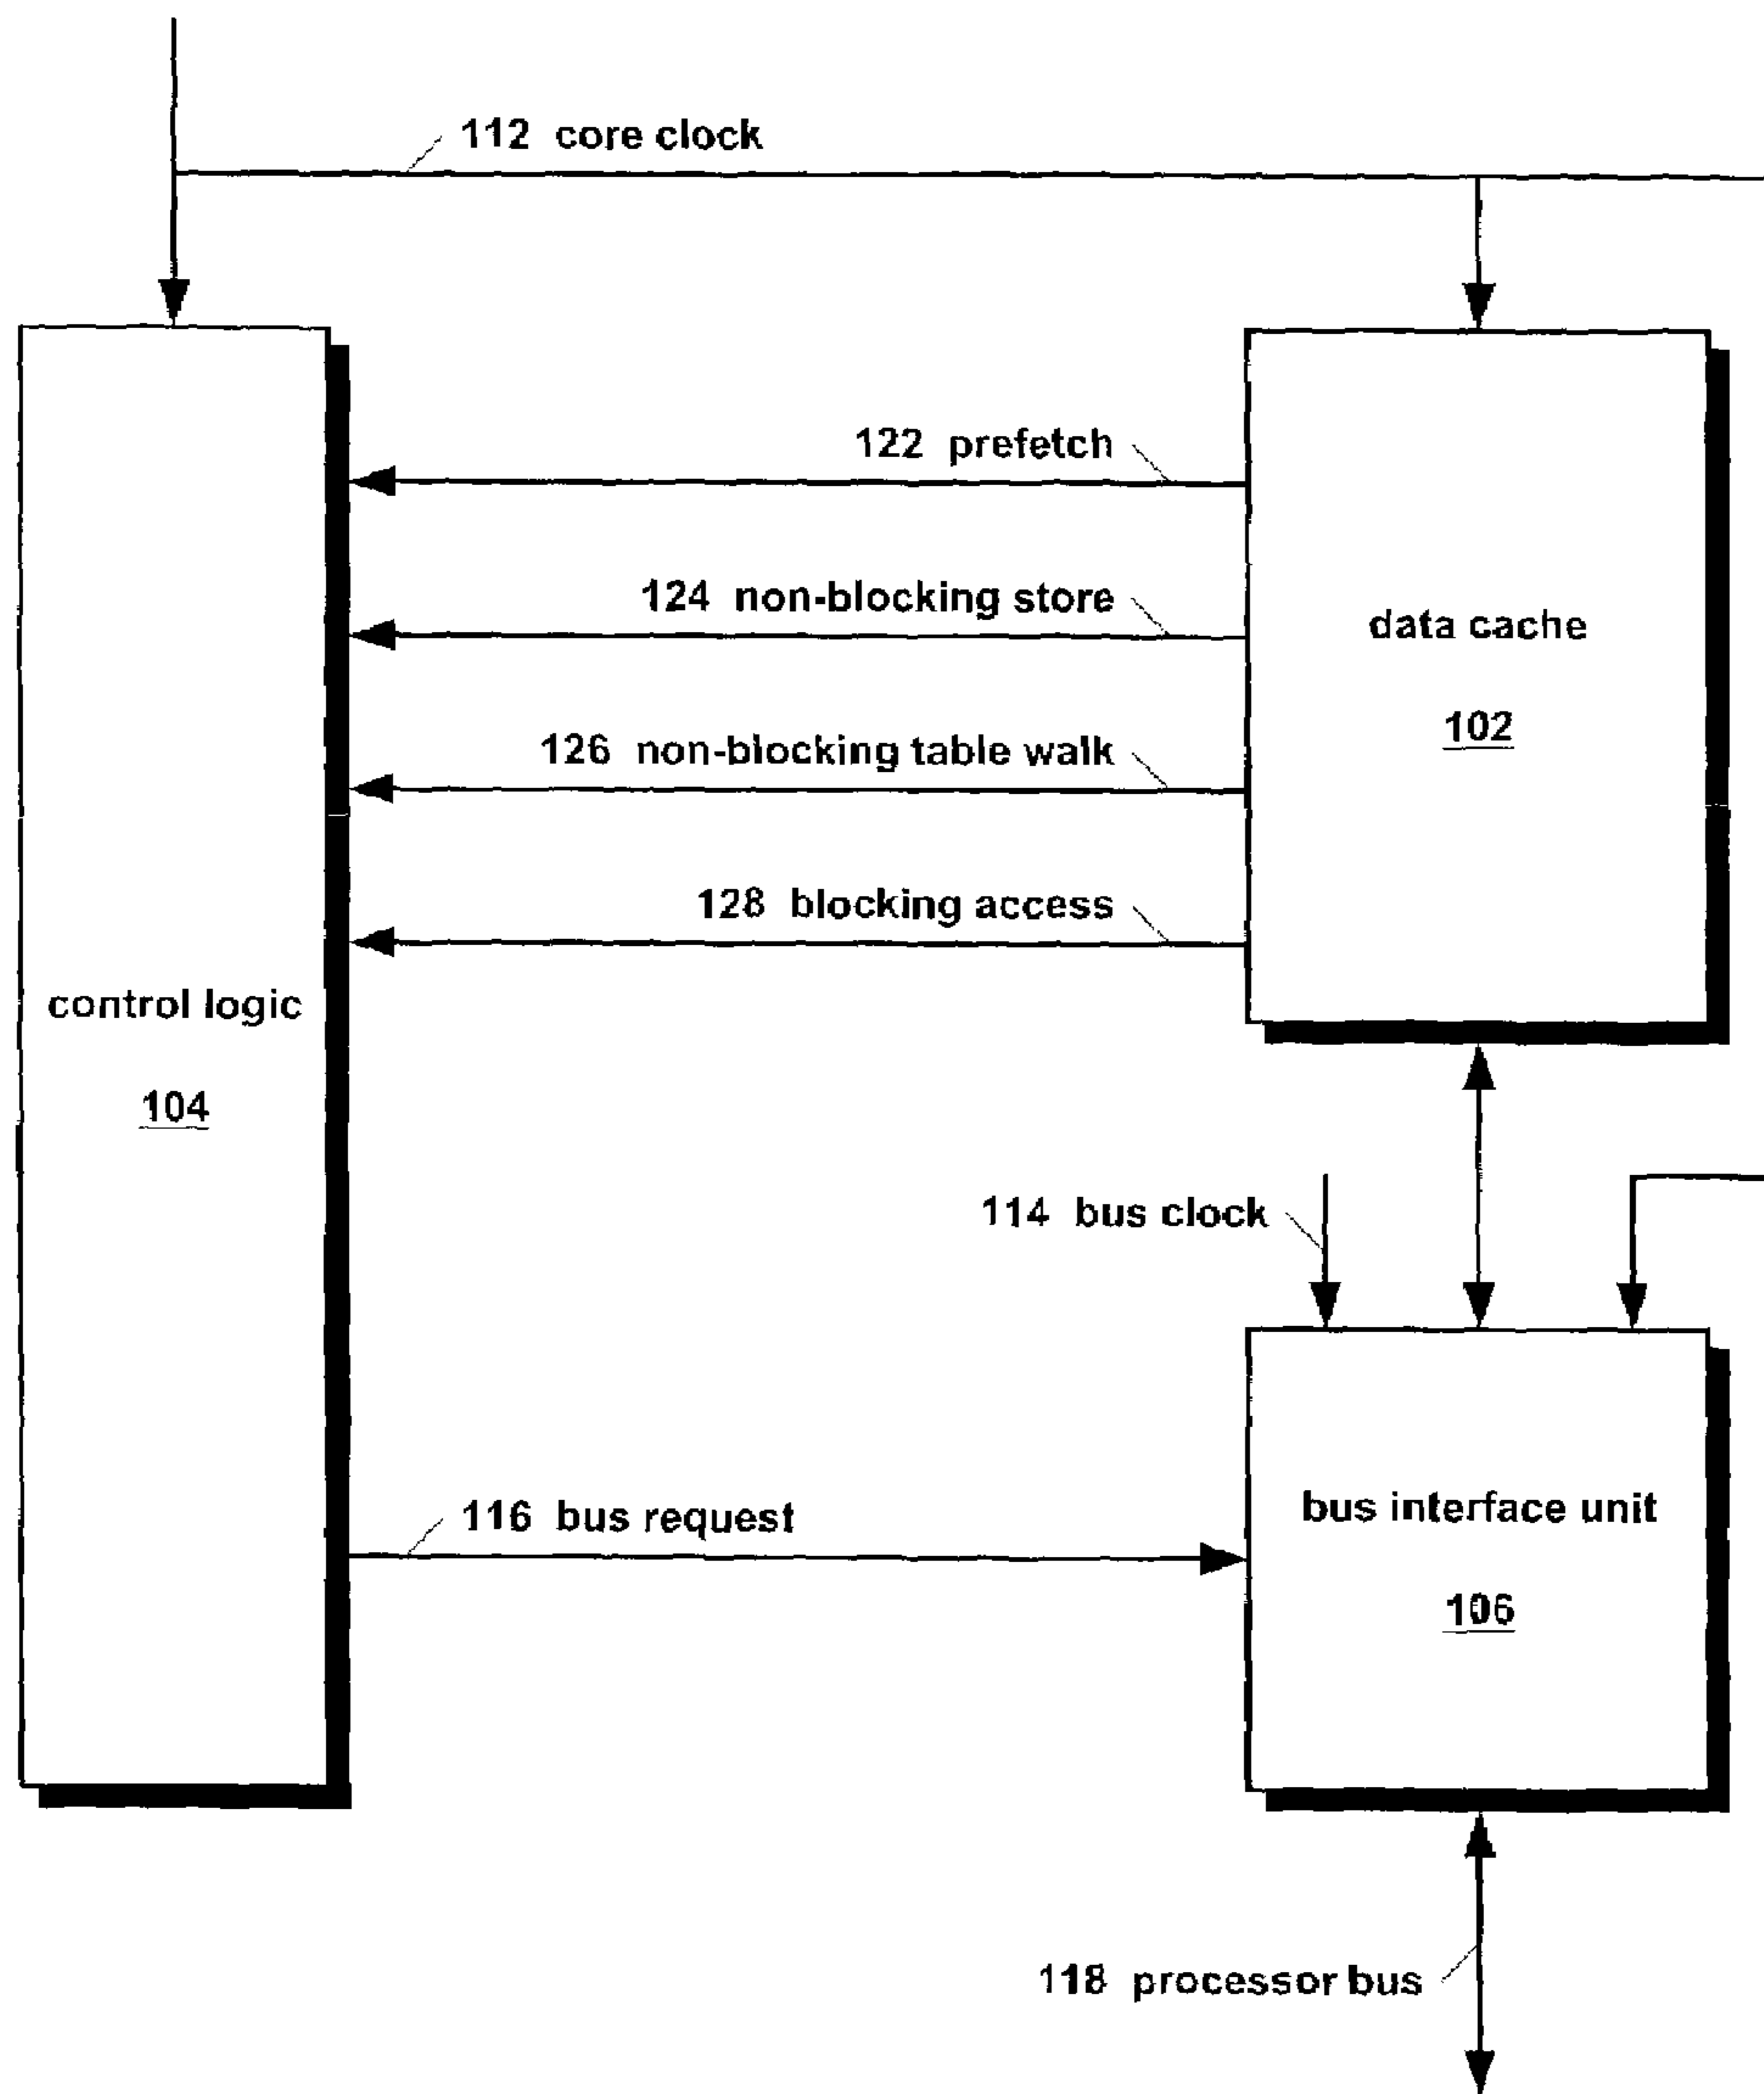 112 core clock
122 prefetch
124 non-blocking store
data cache
102
126 non-blocking table walk
128 blocking access
control logic
104
114 bus clock
116 bus request
bus interface unit
106
118 processor bus